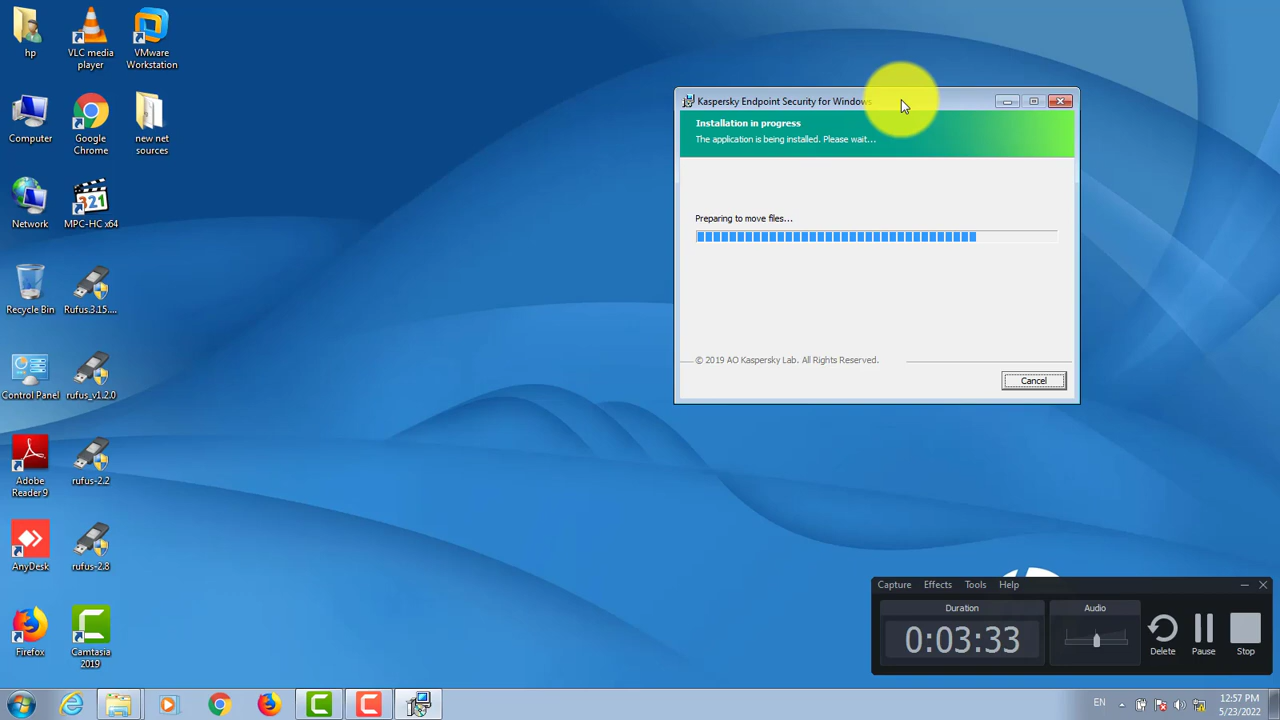 hp
VLC media
player
VMware
Workstation
Computer
Google
Chrome
new net
sources
Network
MPC-HC x64
Recycle Bin
Rufus.3.15....
Control Panel
rufus_v1.2.0
Adobe
Reader 9
rufus-2.2
AnyDesk
rufus-2.8
Firefox
Camtasia
2019
Kaspersky Endpoint Security for Windows
Installation in progress
The application is being installed. Please wait...
Preparing to move files...
© 2019 AO Kaspersky Lab. All Rights Reserved.
Cancel
Capture Effects Tools Help
Duration
0:03:33
Audio
Delete Pause Stop
EN
12:57 PM
5/23/2022